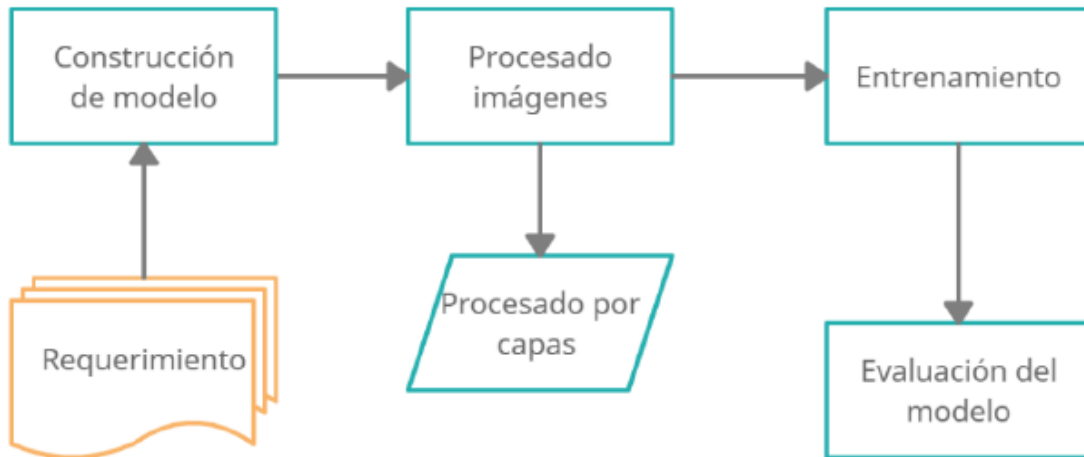 Construcción
de modelo
Procesado
imágenes
Entrenamiento
Requerimiento
Procesado por
capas
Evaluación del
modelo